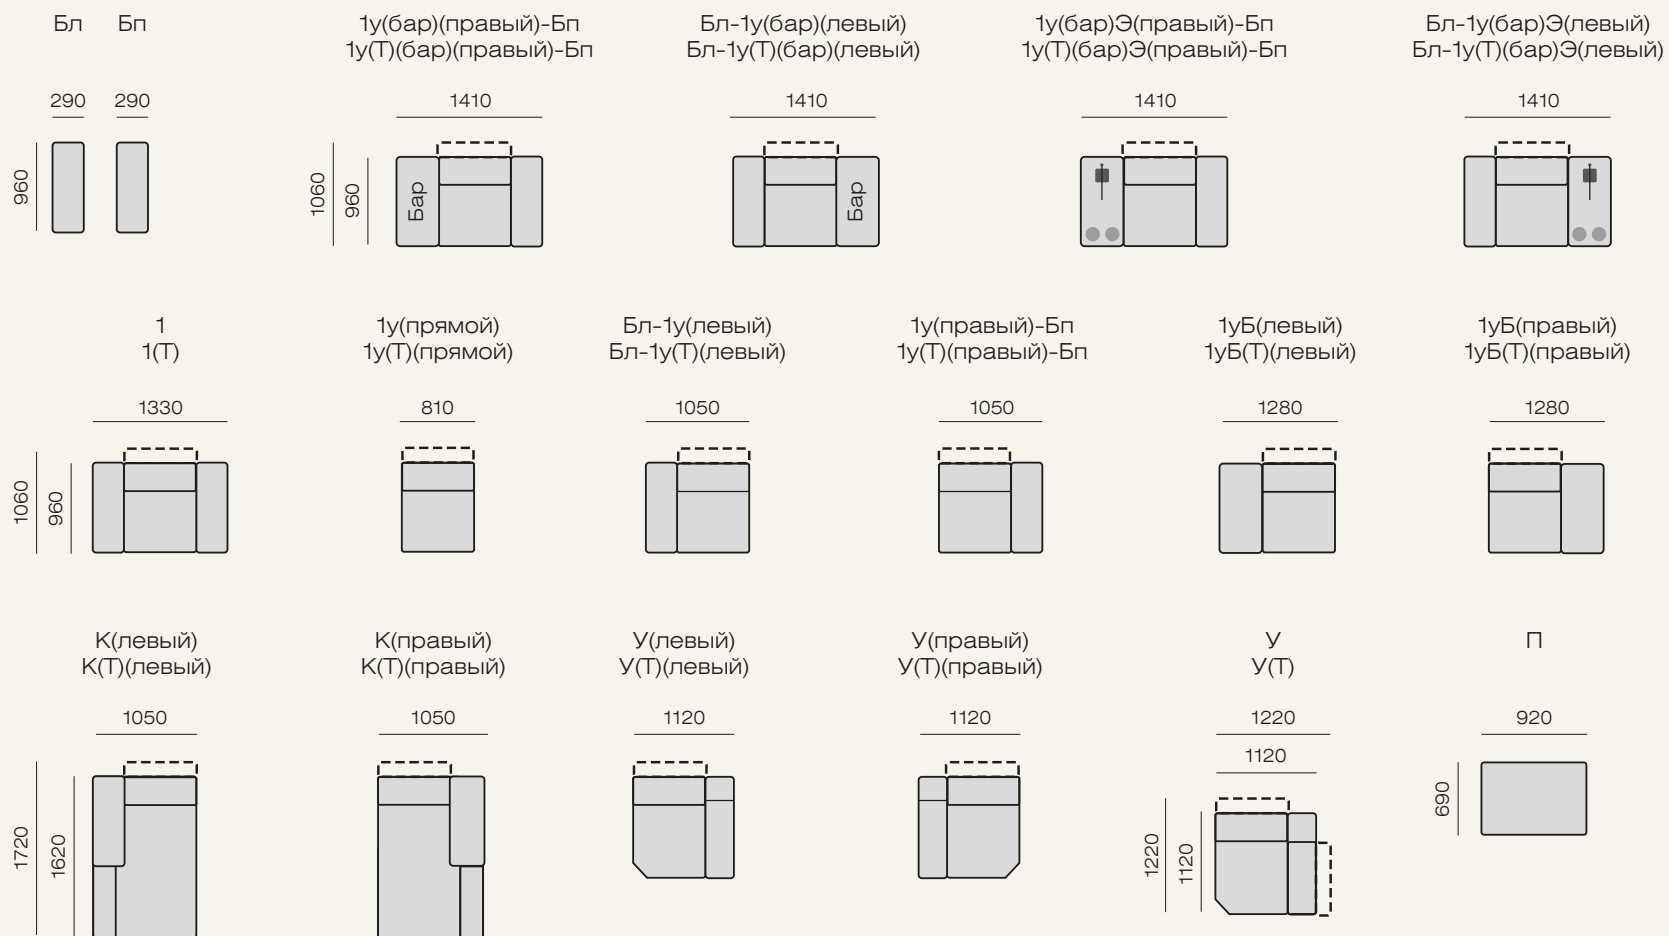 Бл
Бп
1у(бар)(правый)-Бп
1у(Т)(бар)(правый)-Бп
Бл-1у(бар)(левый)
Бл-1у(Т)(бар)(левый)
1у(бар)Э(правый)-Бп
1у(Т)(бар)Э(правый)-Бп
Бл-1у(бар)Э(левый)
Бл-1у(Т)(бар)Э(левый)
290
290
1410
1410
1410
1410
960
1060
960
Бар
Бар
1
1(Т)
1у(прямой)
1у(Т)(прямой)
Бл-1у(левый)
Бл-1у(Т)(левый)
1у(правый)-Бп
1у(Т)(правый)-Бп
1уБ(левый)
1уБ(Т)(левый)
1уБ(правый)
1уБ(Т)(правый)
1330
810
1050
1050
1280
1280
1060
960
К(левый)
К(Т)(левый)
К(правый)
К(Т)(правый)
У(левый)
У(Т)(левый)
У(правый)
У(Т)(правый)
У
У(Т)
П
1050
1050
1120
1120
1220
1120
920
1720
1620
1220
1120
690